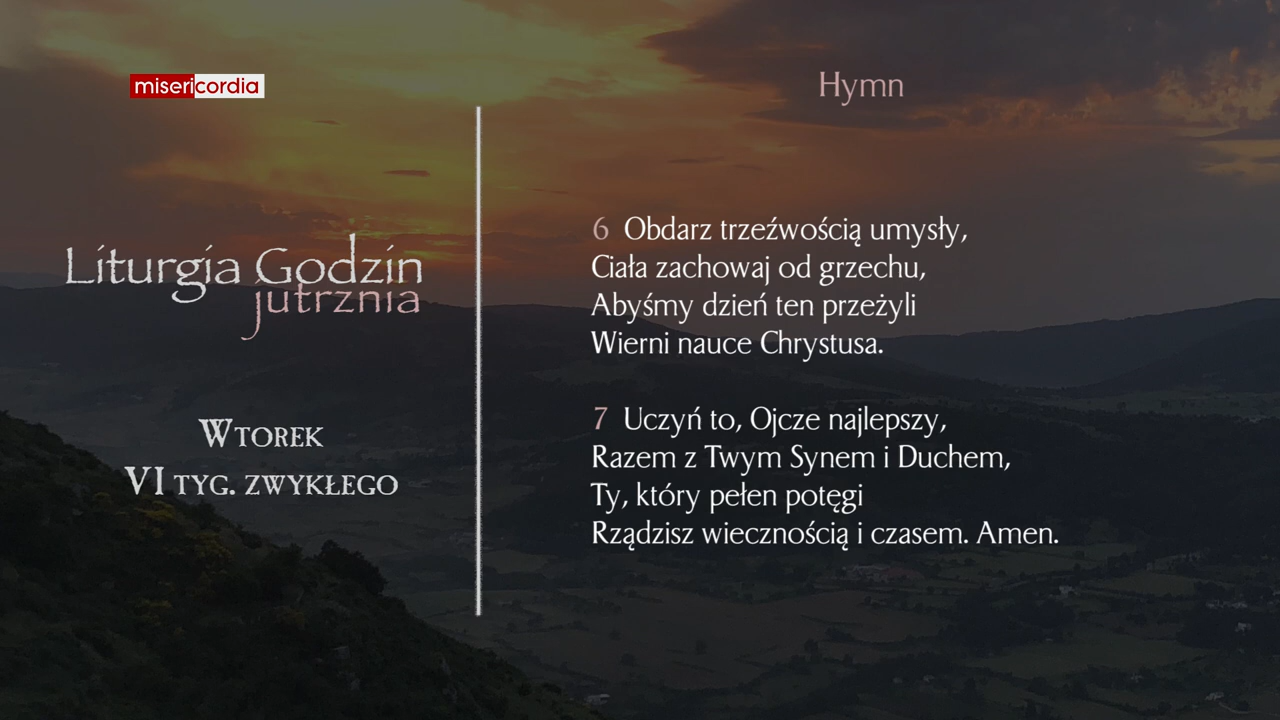 misericordia
Liturgia Godzin
jutrznia
Wtorek
VI tyg. zwykłego
Hymn
6 Obdarz trzeźwością umysły,
Ciała zachowaj od grzechu,
Abyśmy dzień ten przeżyli
Wierni nauce Chrystusa.
7 Uczyń to, Ojcze najlepszy,
Razem z Twym Synem i Duchem,
Ty, który pełen potęgi
Rządzisz wiecznością i czasem. Amen.